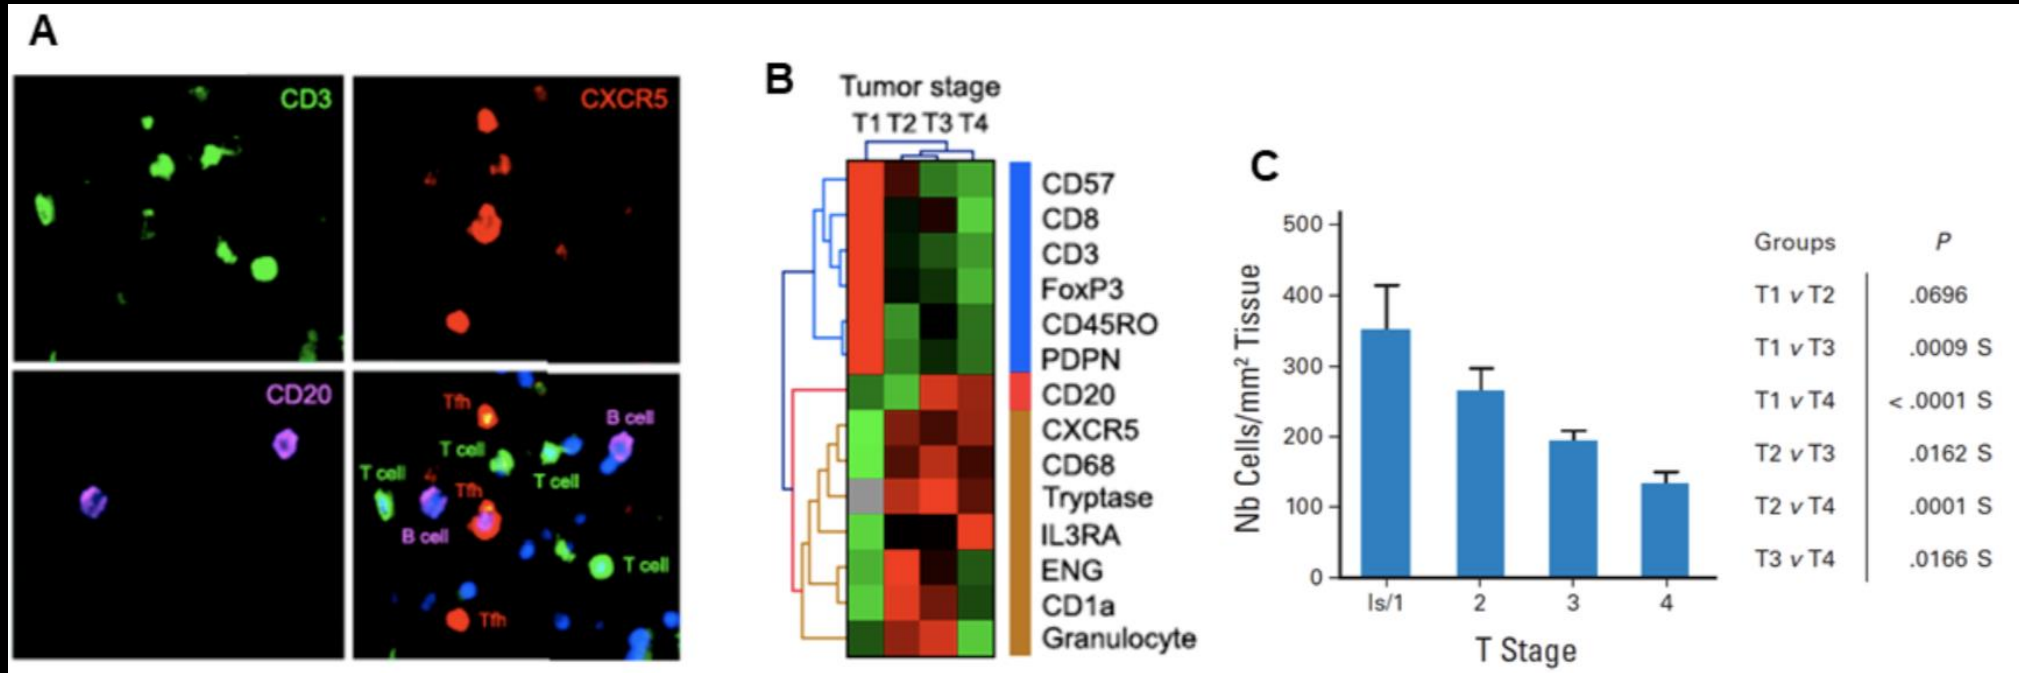 A
CD3
CXCR5
CD20
Tfh
B cell
T cell
T cell
T cell
Tfh
B cell
T cell
Tfh
B
Tumor stage
T1 T2 T3 T4
CD57
CD8
CD3
FoxP3
CD45RO
PDPN
CD20
CXCR5
CD68
Tryptase
IL3RA
ENG
CD1a
Granulocyte
C
Nb Cells/mm² Tissue
500
400
300
200
100
0
Is/1 2 3 4
T Stage
Groups P
T1 v T2 .0696
T1 v T3 .0009 S
T1 v T4 < .0001 S
T2 v T3 .0162 S
T2 v T4 .0001 S
T3 v T4 .0166 S